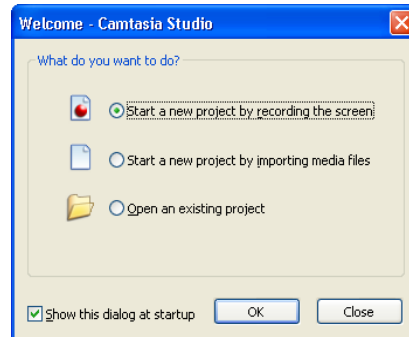 Welcome - Camtasia Studio
What do you want to do?
Start a new project by recording the screen
Start a new project by importing media files
Open an existing project
Show this dialog at startup
OK
Close